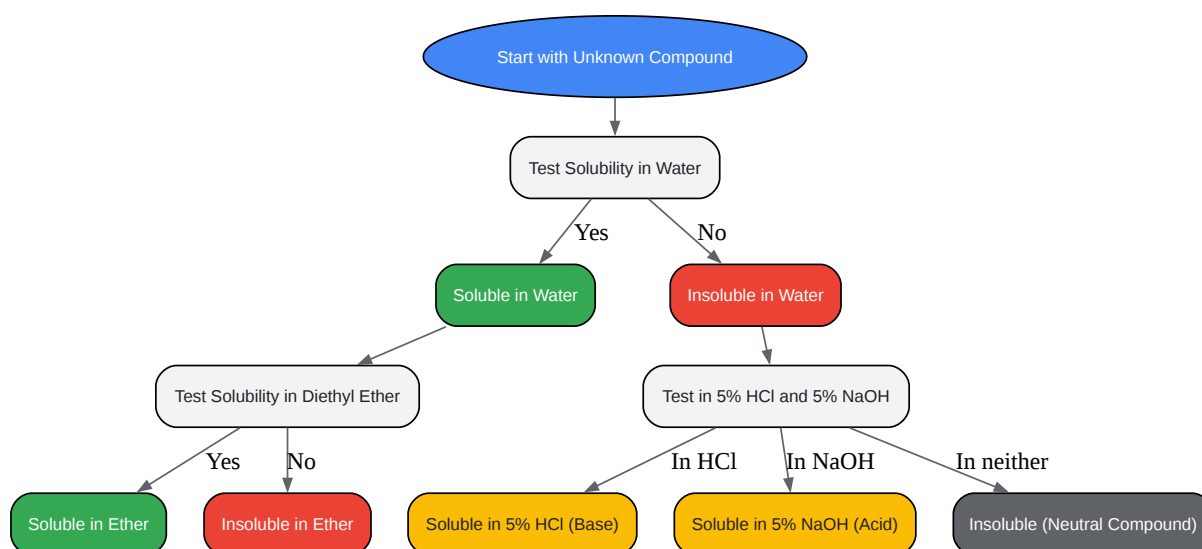 Start with Unknown Compound
Test Solubility in Water
Yes
No
Soluble in Water
Insoluble in Water
Test Solubility in Diethyl Ether
Test in 5% HCl and 5% NaOH
Yes
No
In HCl
In NaOH
In neither
Soluble in Ether
Insoluble in Ether
Soluble in 5% HCl (Base)
Soluble in 5% NaOH (Acid)
Insoluble (Neutral Compound)